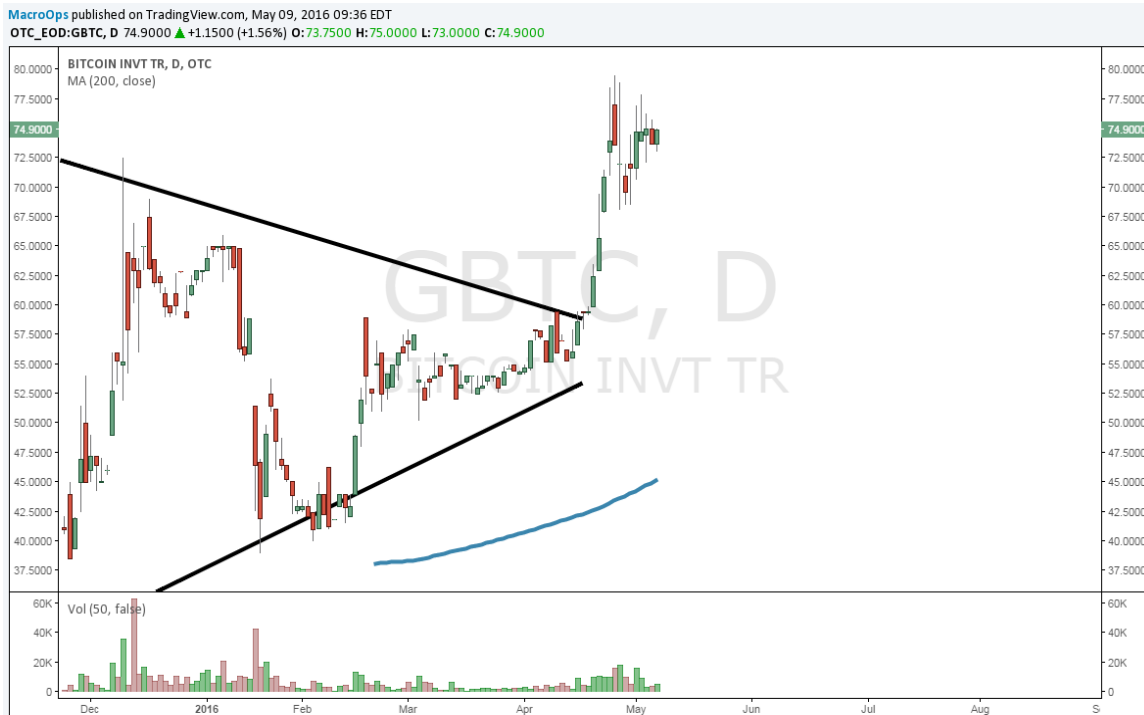 MacroOps published on TradingView.com, May 09, 2016 09:36 EDT
OTC_EOD:GBTC, D 74.9000 ▲ +1.1500 (+1.56%) O:73.7500 H:75.0000 L:73.0000 C:74.9000
BITCOIN INVT TR, D, OTC
MA (200, close)
80.0000 80.0000
77.5000 77.5000
74.9000 74.9000
72.5000 72.5000
70.0000 70.0000
67.5000 67.5000
65.0000 65.0000
62.5000 62.5000
GBTC, D
60.0000 60.0000
57.5000 57.5000
55.0000 55.0000
BITCOIN INVT TR
52.5000 52.5000
50.0000 50.0000
47.5000 47.5000
45.0000 45.0000
42.5000 42.5000
40.0000 40.0000
37.5000 37.5000
Vol (50, false)
60K 60K
40K 40K
20K 20K
0 0
Dec 2016 Feb Mar Apr May Jun Jul Aug S